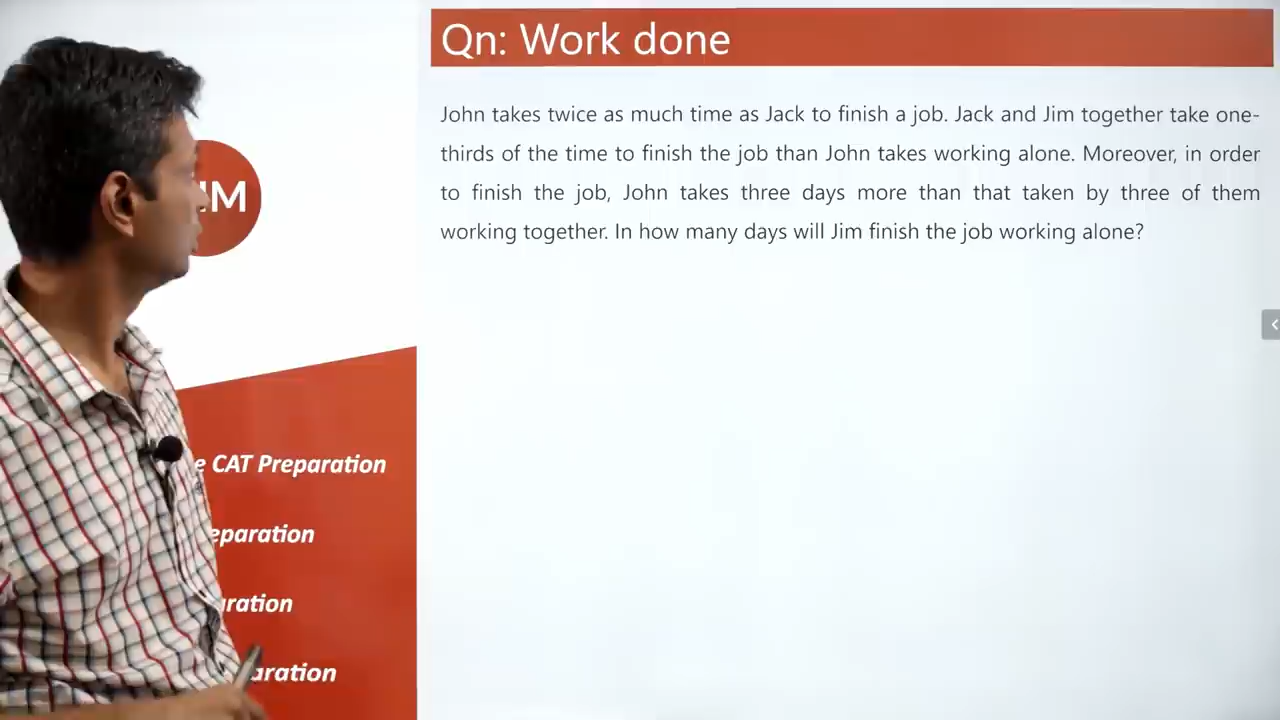 Qn: Work done
John takes twice as much time as Jack to finish a job. Jack and Jim together take one-
thirds of the time to finish the job than John takes working alone. Moreover, in order
to finish the job, John takes three days more than that taken by three of them
working together. In how many days will Jim finish the job working alone?
IM
e CAT Preparation
eparation
aration
aration